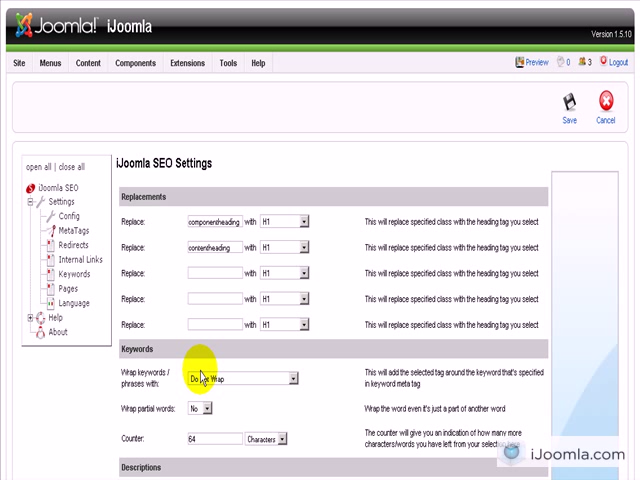 Joomla! iJoomla
Version 1.5.10
Site Menus Content Components Extensions Tools Help Preview 0 3 Logout
Save Cancel
open all | close all
iJoomla SEO
Settings
Config
MetaTags
Redirects
Internal Links
Keywords
Pages
Language
Help
About
iJoomla SEO Settings
Replacements
Replace: componentheading with H1 This will replace specified class with the heading tag you select
Replace: contentheading with H1 This will replace specified class with the heading tag you select
Replace: with H1 This will replace specified class with the heading tag you select
Replace: with H1 This will replace specified class with the heading tag you select
Replace: with H1 This will replace specified class with the heading tag you select
Keywords
Wrap keywords / phrases with: Do Not Wrap This will add the selected tag around the keyword that's specified
in keyword meta tag
Wrap partial words: No Wrap the word even it's just a part of another word
Counter: 64 Characters The counter will give you an indication of how many more
characters/words you have left from your
Descriptions
iJoomla.com